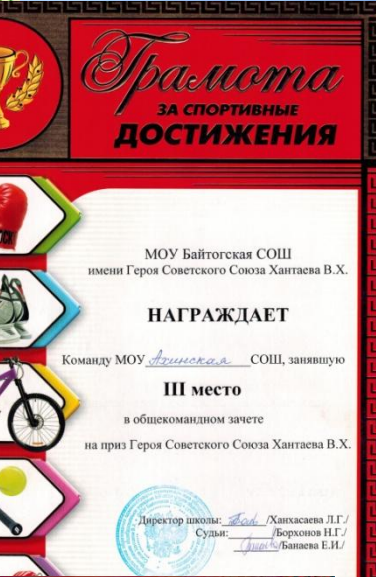 Грамота
ЗА СПОРТИВНЫЕ
ДОСТИЖЕНИЯ
МОУ Байтогская СОШ
имени Героя Советского Союза Хантаева В.Х.
НАГРАЖДАЕТ
Команду МОУ Ахинская СОШ, занявшую
III место
в общекомандном зачете
на приз Героя Советского Союза Хантаева В.Х.
Директор школы: /Ханхасаева Л.Г./
Судьи: /Борхонов Н.Г./
/Банаева Е.И./